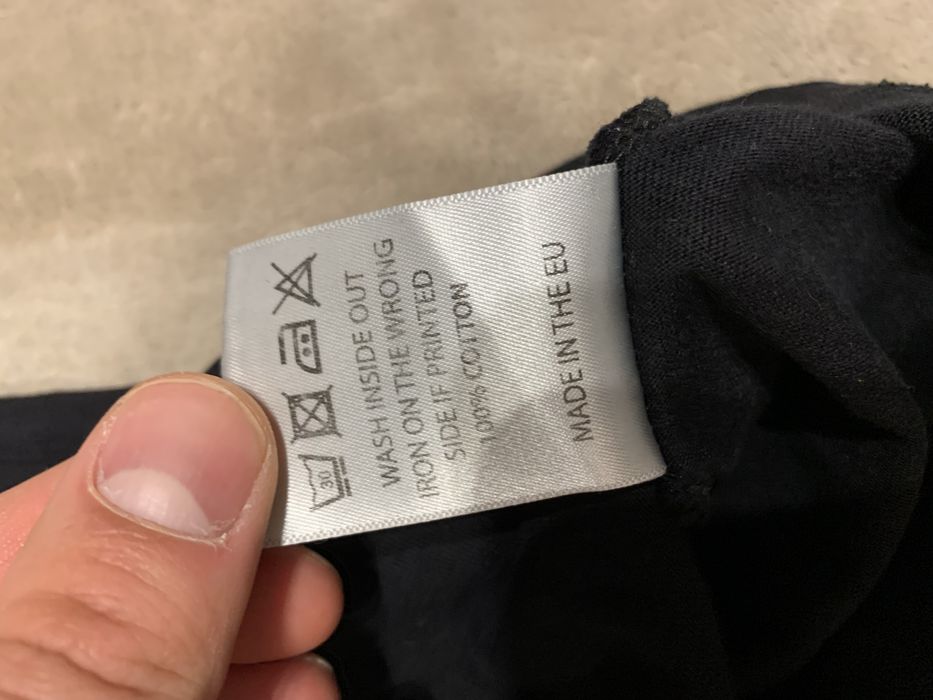 30
WASH INSIDE OUT
IRON ON THE WRONG
SIDE IF PRINTED
100% COTTON
MADE IN THE EU